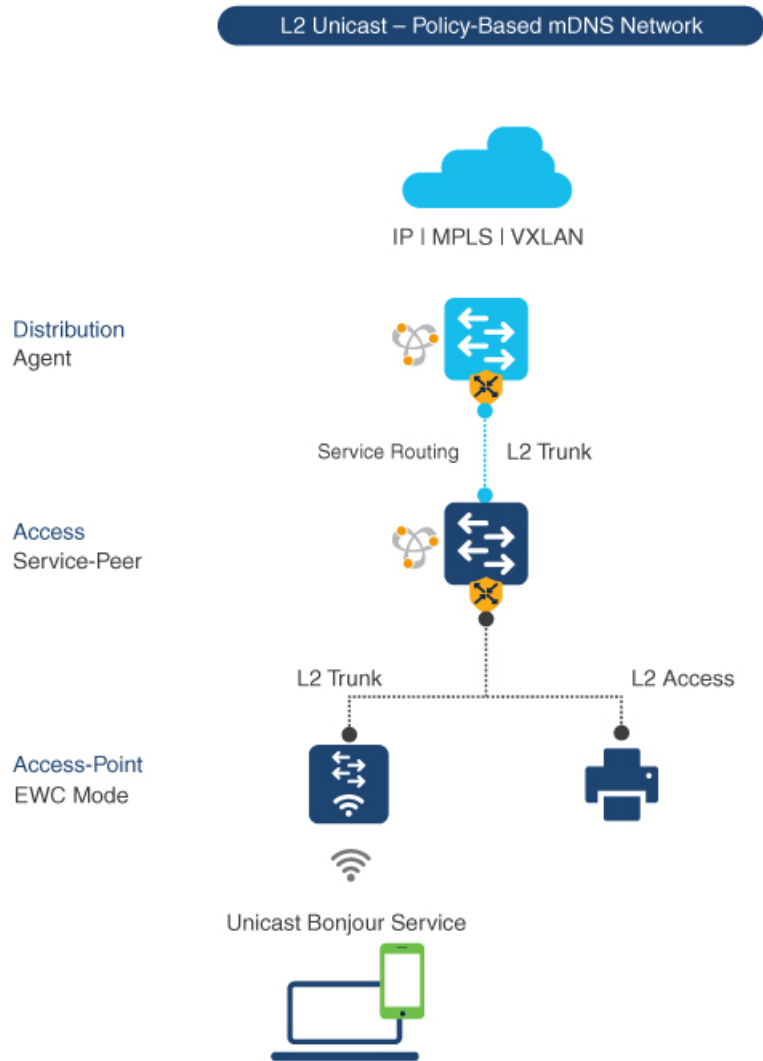 L2 Unicast – Policy-Based mDNS Network
IP | MPLS | VXLAN
Distribution
Agent
Service Routing
L2 Trunk
Access
Service-Peer
L2 Trunk
L2 Access
Access-Point
EWC Mode
Unicast Bonjour Service